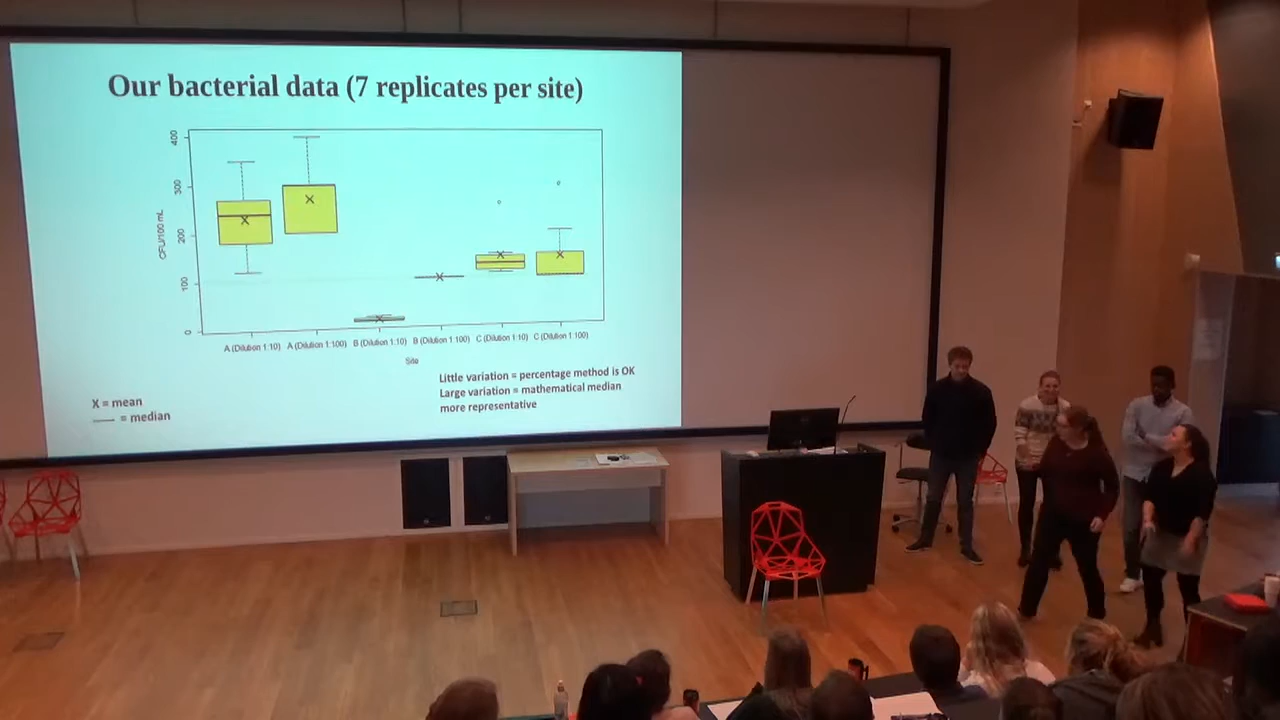 Our bacterial data (7 replicates per site)
400
300
200
100
0
CFU/100 mL
A (Dilution 1:10) A (Dilution 1:100) B (Dilution 1:10) B (Dilution 1:100) C (Dilution 1:10) C (Dilution 1:100)
Site
X = mean
= median
Little variation = percentage method is OK
Large variation = mathematical median
more representative